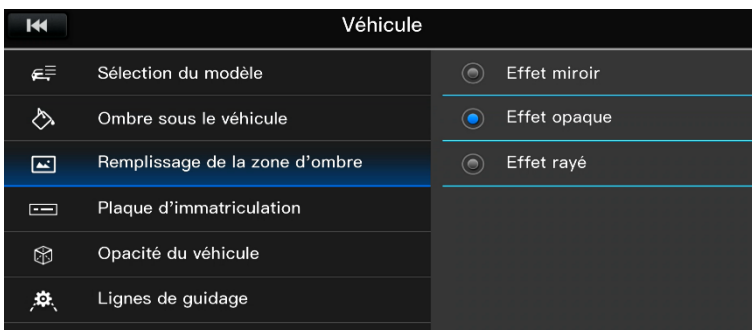 Véhicule
Sélection du modèle
Effet miroir
Ombre sous le véhicule
Effet opaque
Remplissage de la zone d'ombre
Effet rayé
Plaque d'immatriculation
Opacité du véhicule
Lignes de guidage